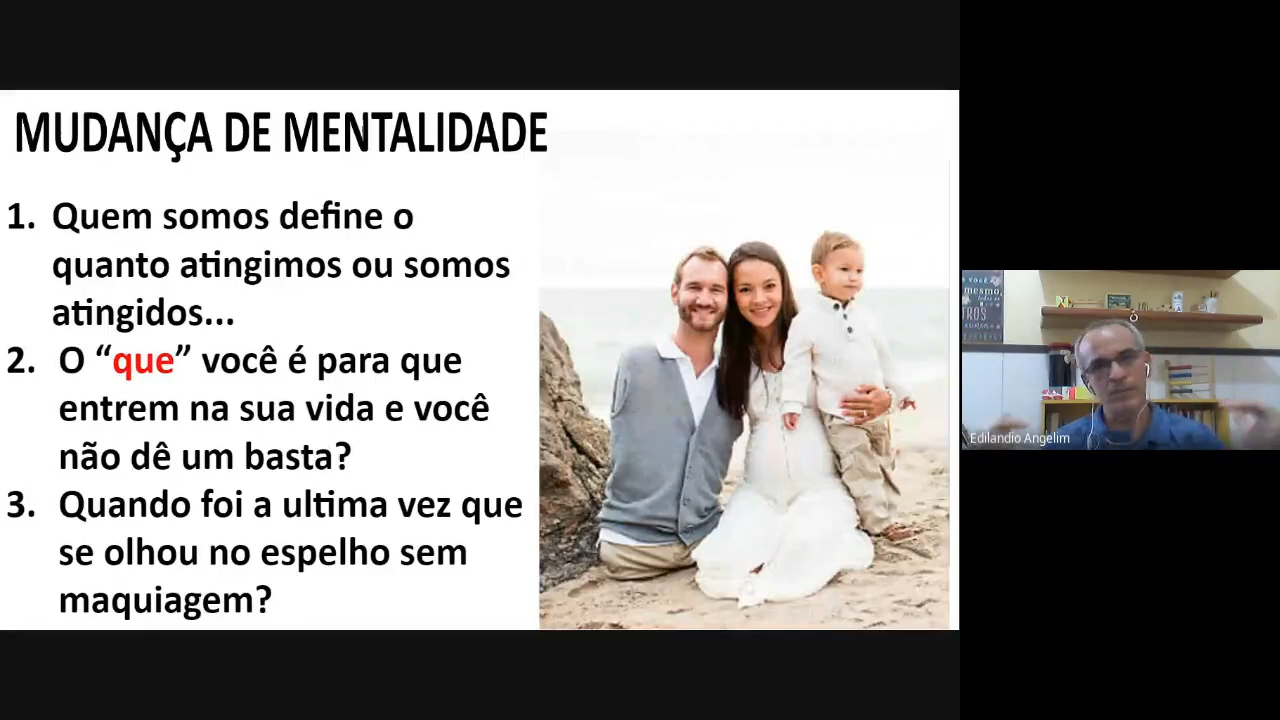 MUDANÇA DE MENTALIDADE
1. Quem somos define o
quanto atingimos ou somos
atingidos...
2. O “que” você é para que
entrem na sua vida e você
não dê um basta?
3. Quando foi a ultima vez que
se olhou no espelho sem
maquiagem?
E VOCÊ
MESMO,
Edilandio Angelim